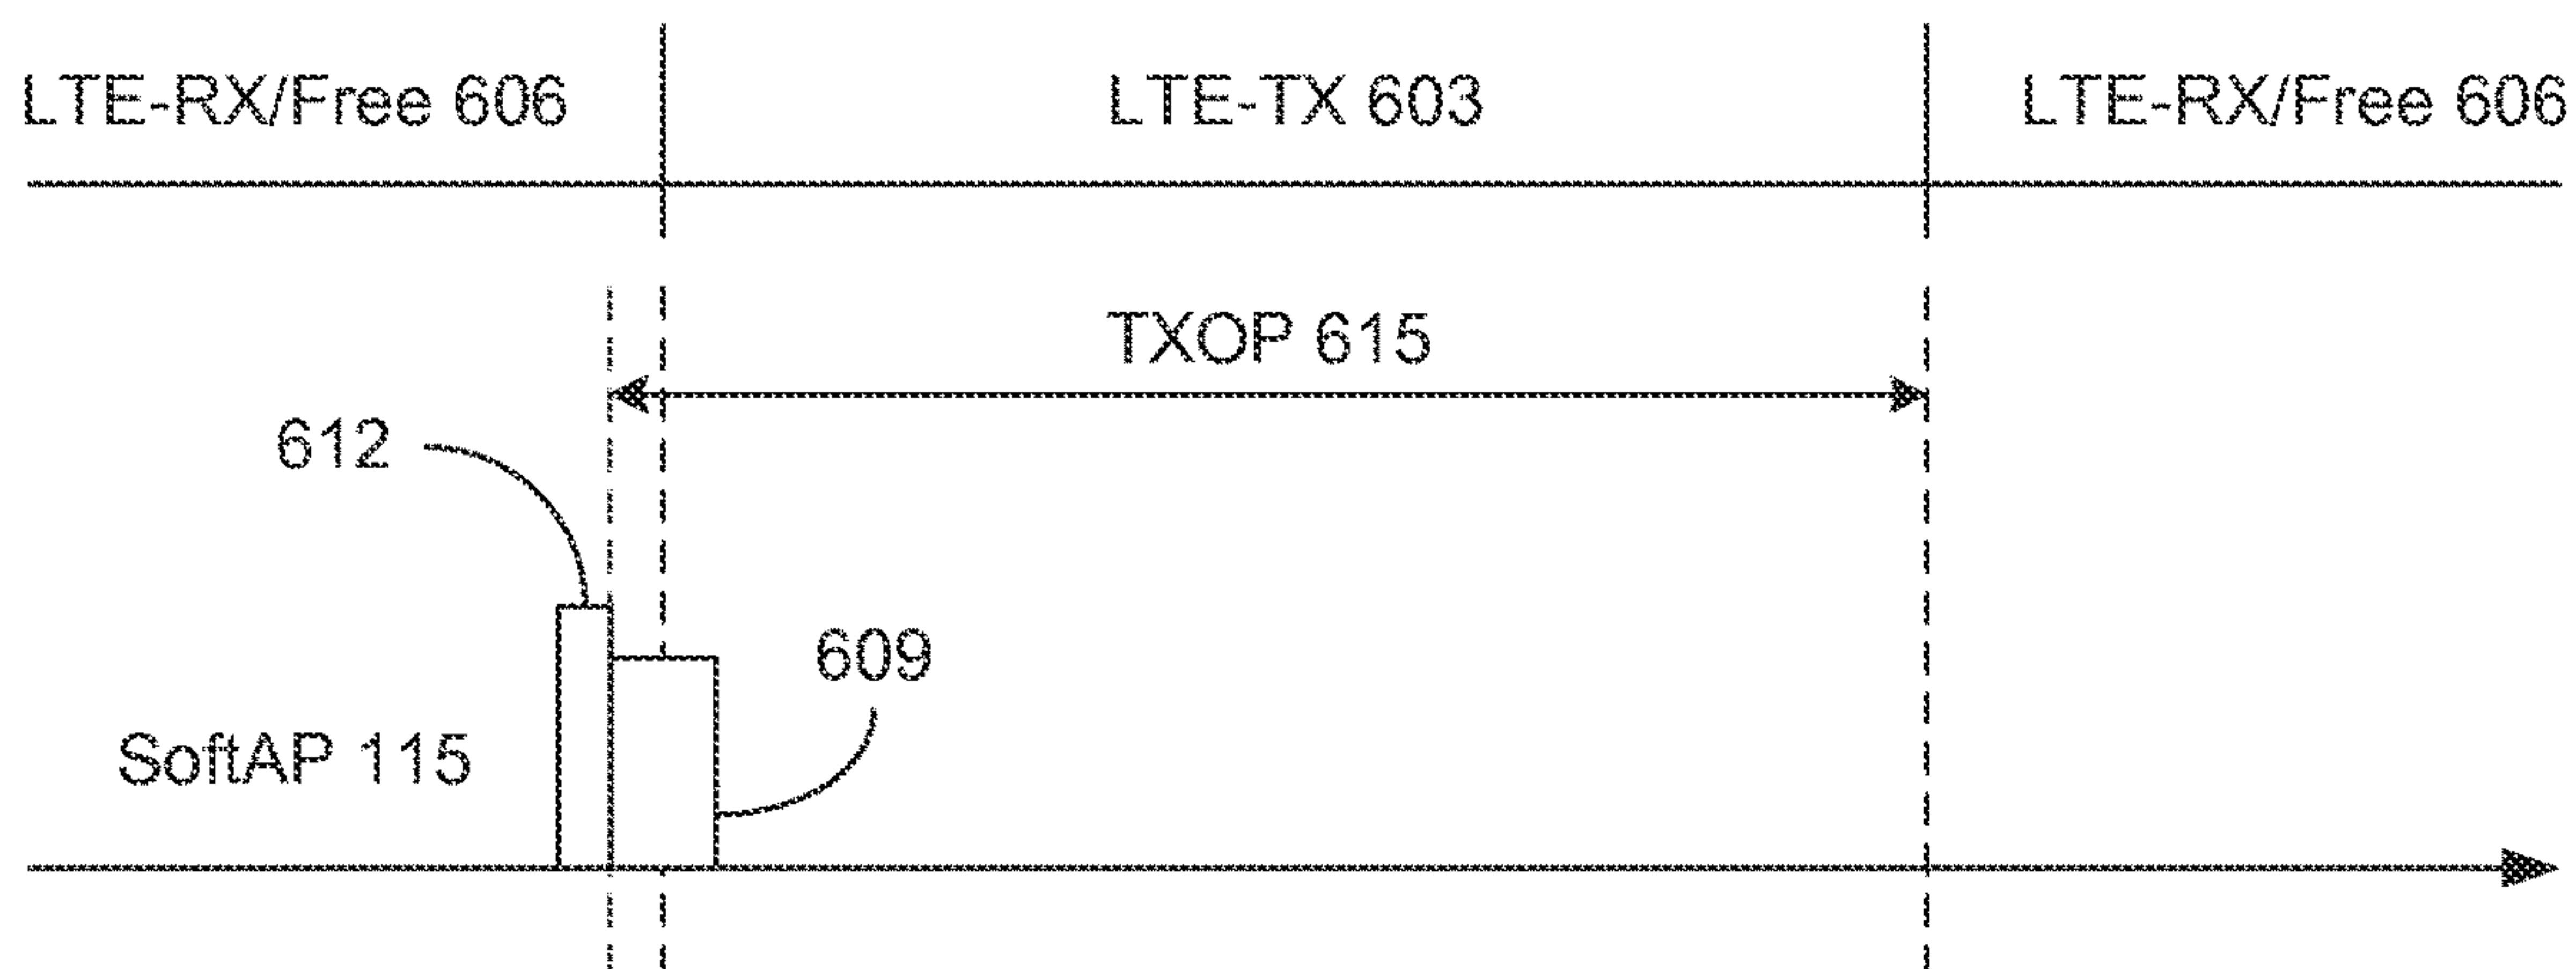 LTE-RX/Free 606
LTE-TX 603
LTE-RX/Free 606
TXOP 615
612
609
SoftAP 115